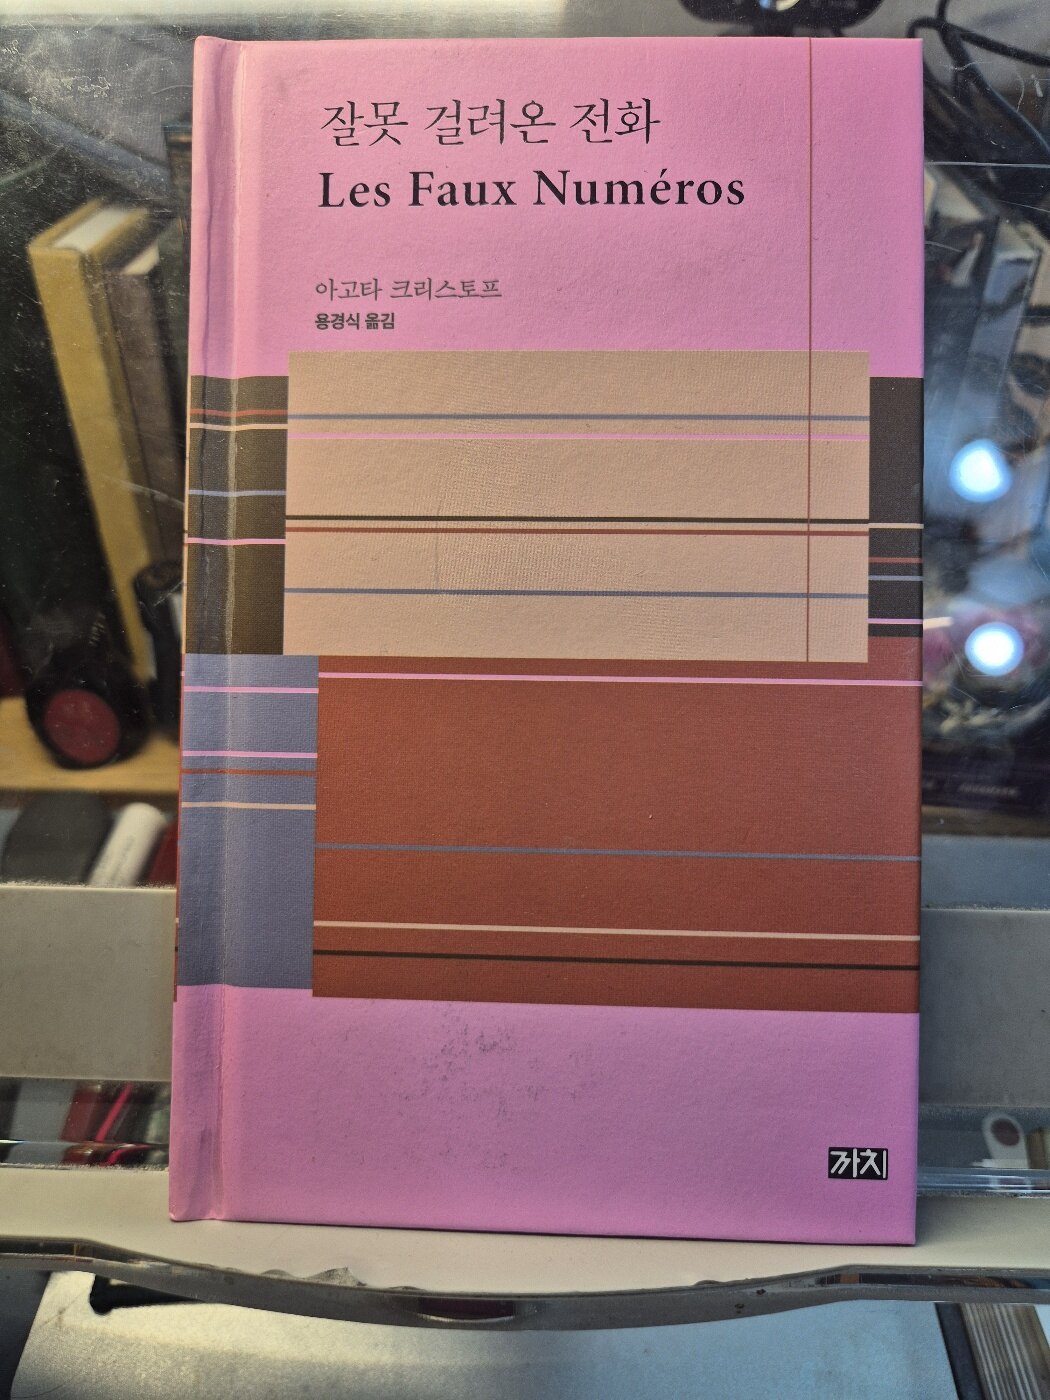 잘못 걸려온 전화
Les Faux Numéros
아고타 크리스토프
용경식 옮김
까치